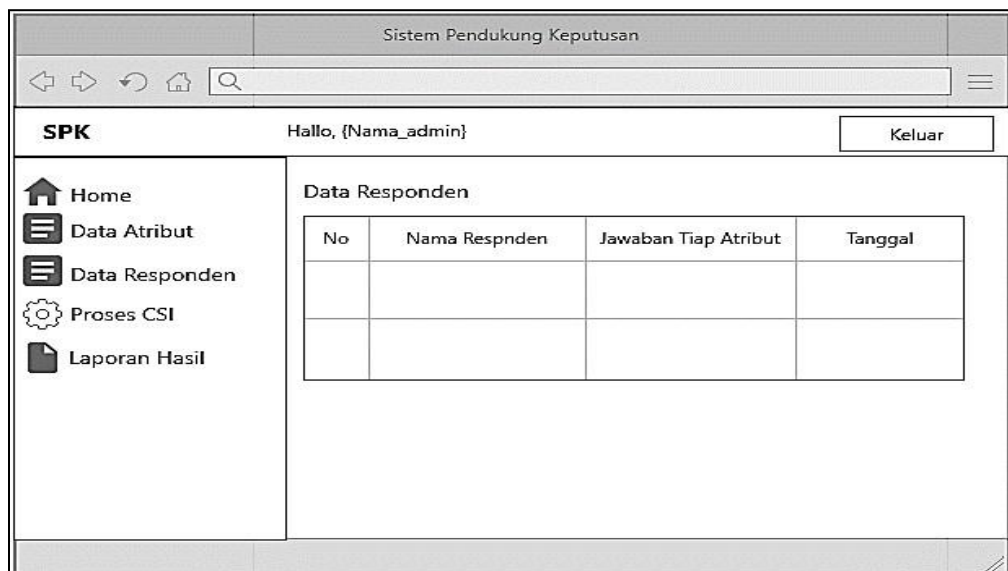 Sistem Pendukung Keputusan
SPK
Hallo, {Nama_admin}
Keluar
Home
Data Atribut
Data Responden
Proses CSI
Laporan Hasil
Data Responden
No
Nama Respnden
Jawaban Tiap Atribut
Tanggal